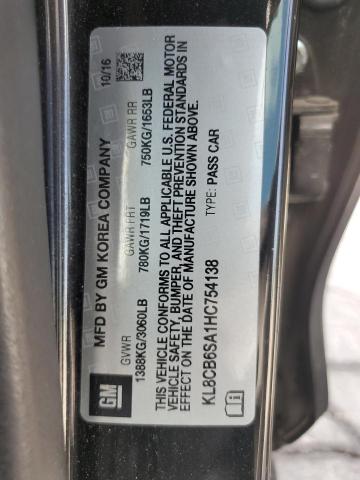 MFD BY GM KOREA COMPANY 10/16
GVWR GAWR FRT GAWR RR
1388KG/3060LB 780KG/1719LB 750KG/1653LB
THIS VEHICLE CONFORMS TO ALL APPLICABLE U.S. FEDERAL MOTOR
VEHICLE SAFETY, BUMPER, AND THEFT PREVENTION STANDARDS IN
EFFECT ON THE DATE OF MANUFACTURE SHOWN ABOVE.
KL8CB6SA1HC754138 TYPE: PASS CAR
GM